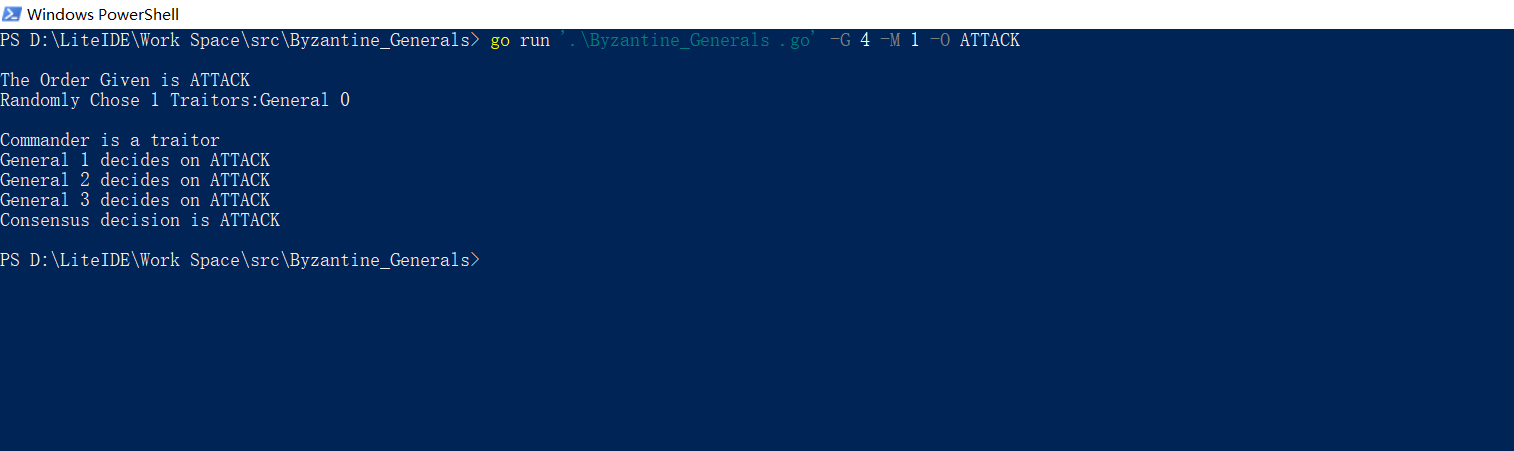 Windows PowerShell
PS D:\LiteIDE\Work Space\src\Byzantine_Generals> go run '.\Byzantine_Generals .go' -G 4 -M 1 -O ATTACK
The Order Given is ATTACK
Randomly Chose 1 Traitors:General 0
Commander is a traitor
General 1 decides on ATTACK
General 2 decides on ATTACK
General 3 decides on ATTACK
Consensus decision is ATTACK
PS D:\LiteIDE\Work Space\src\Byzantine_Generals>